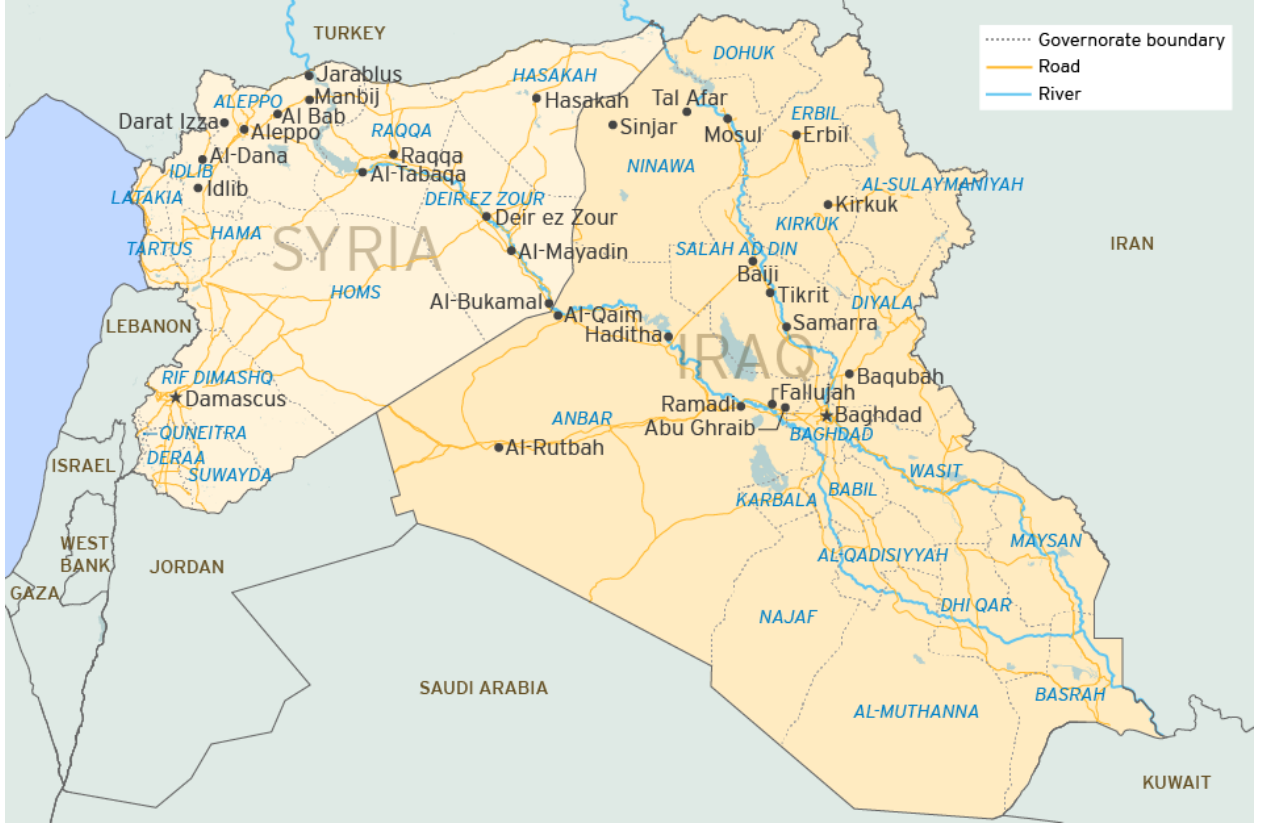 TURKEY
Governorate boundary
Road
River
DOHUK
HASAKAH
Jarablus
Manbij
ALEPPO
Al Bab
Hasakah
Tal Afar
Darat Izza
Aleppo
RAQQA
Sinjar
Mosul
ERBIL
Erbil
Al-Dana
Raqqa
NINAWA
IDLIB
Al-Tabaqa
Idlib
LATAKIA
AL-SULAYMANIYAH
DEIR EZ ZOUR
Kirkuk
Deir ez Zour
KIRKUK
HAMA
TARTUS
SYRIA
Al-Mayadin
SALAH AD DIN
IRAN
Baiji
HOMS
Tikrit
Al-Bukamal
DIYALA
Al-Qaim
LEBANON
Haditha
Samarra
IRAQ
RIF DIMASHQ
Baqubah
Damascus
Fallujah
Ramadi
Baghdad
ANBAR
Abu Ghraib
BAGHDAD
←QUNEITRA
Al-Rutbah
DERAA
ISRAEL
SUWAYDA
WASIT
BABIL
KARBALA
WEST
BANK
MAYSAN
AL-QADISIYYAH
JORDAN
GAZA
DHI QAR
NAJAF
SAUDI ARABIA
BASRAH
AL-MUTHANNA
KUWAIT